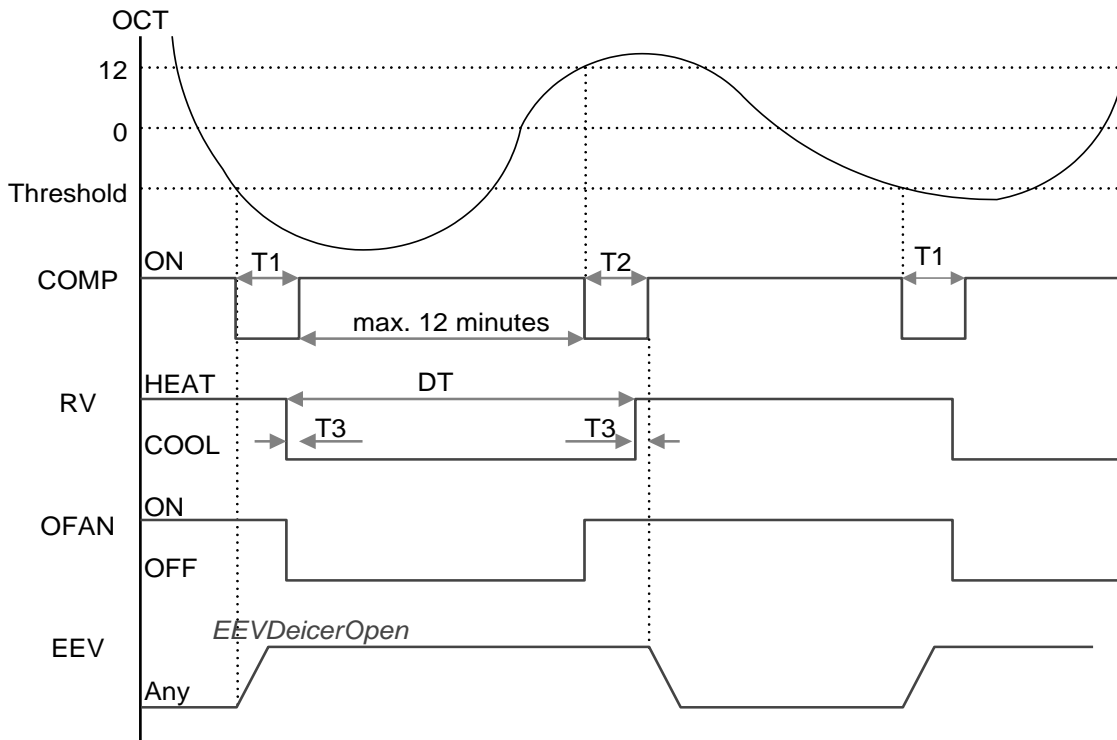 OCT
12
0
Threshold
COMP
ON
T1
T2
T1
max. 12 minutes
RV
HEAT
DT
COOL
T3
T3
OFAN
ON
OFF
EEV
EEVDeicerOpen
Any